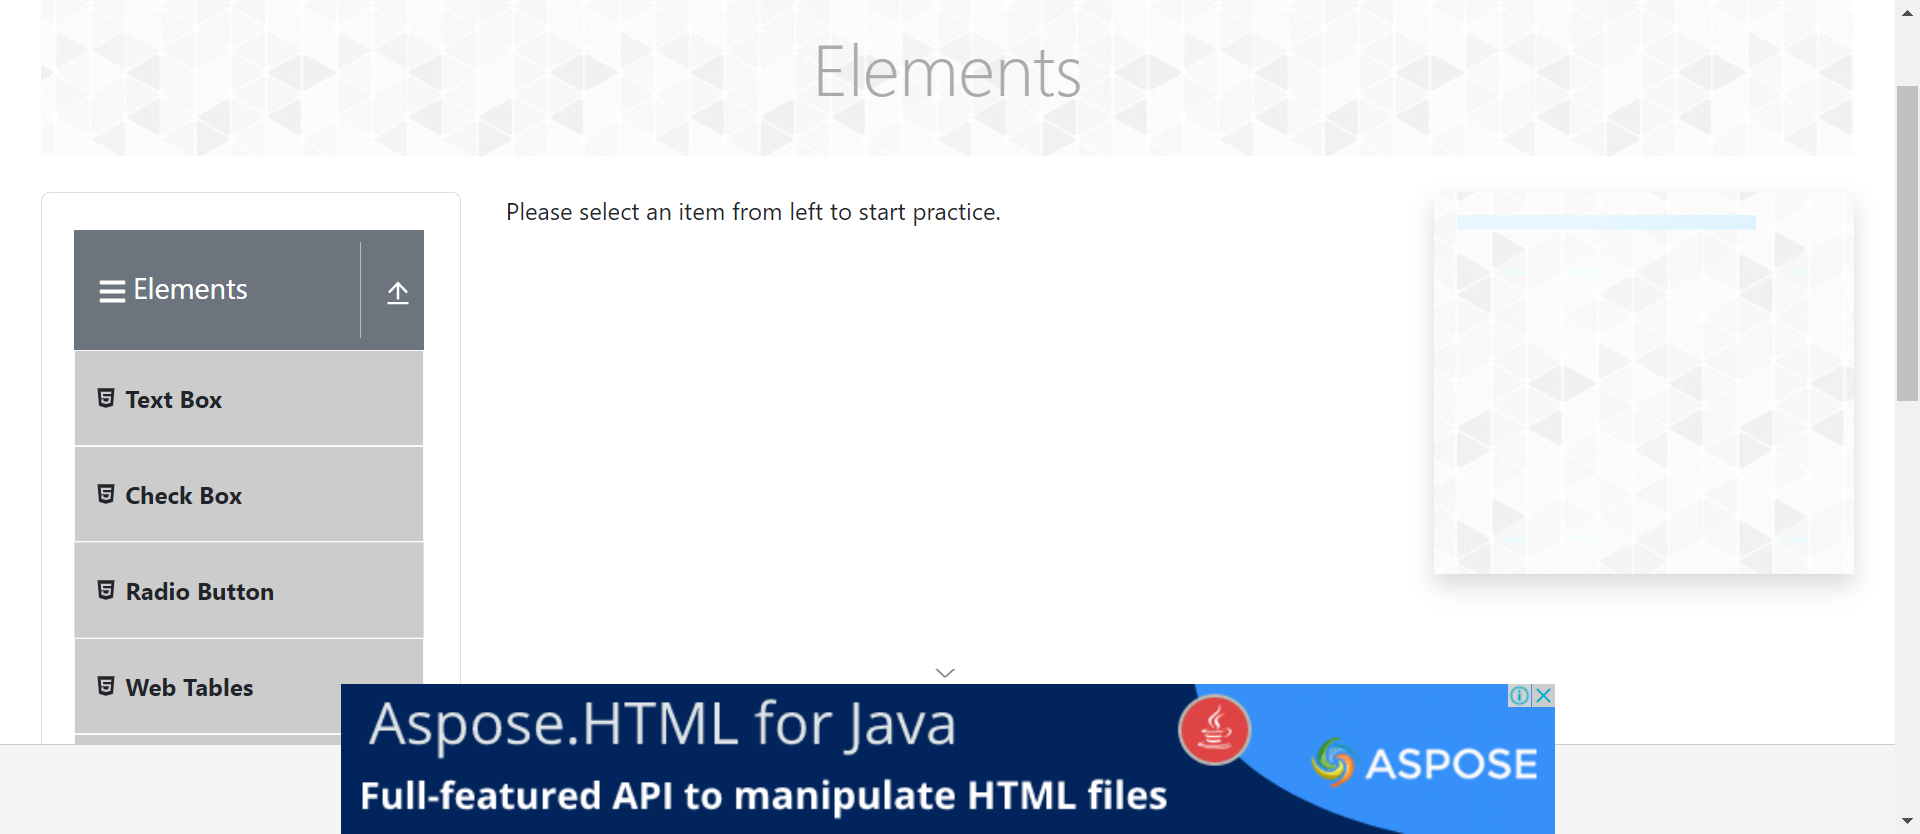 Elements
Please select an item from left to start practice.
Elements
Text Box
Check Box
Radio Button
Web Tables
Aspose.HTML for Java
Full-featured API to manipulate HTML files
ASPOSE